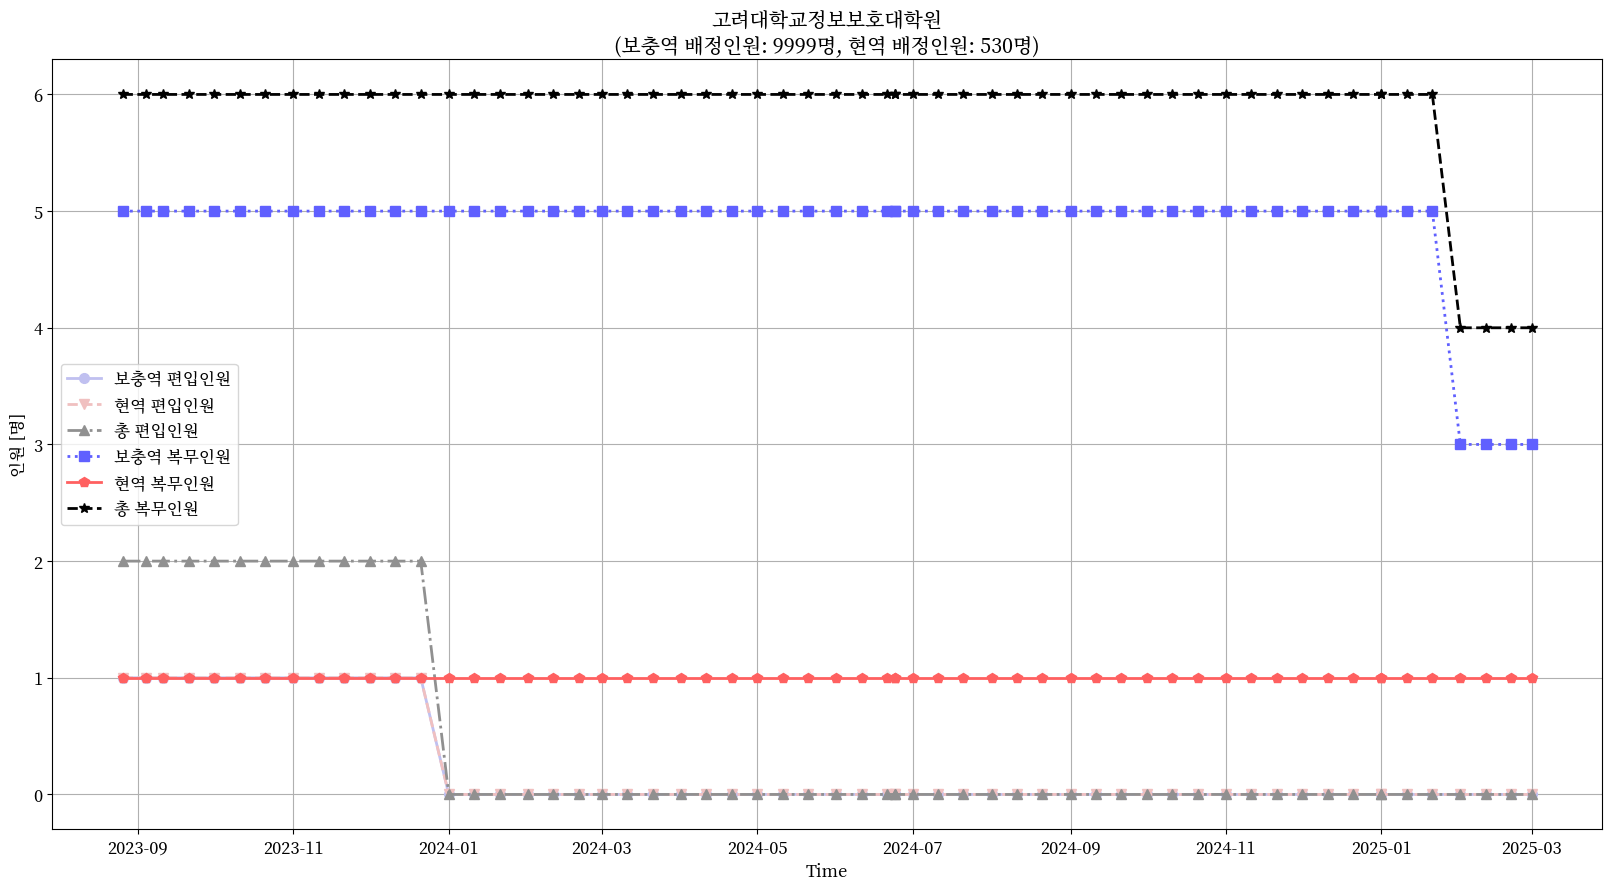 고려대학교정보보호대학원
(보충역 배정인원: 9999명, 현역 배정인원: 530명)
6
5
4
3
2
1
0
인원 [명]
보충역 편입인원
현역 편입인원
총 편입인원
보충역 복무인원
현역 복무인원
총 복무인원
2023-09
2023-11
2024-01
2024-03
2024-05
2024-07
2024-09
2024-11
2025-01
2025-03
Time